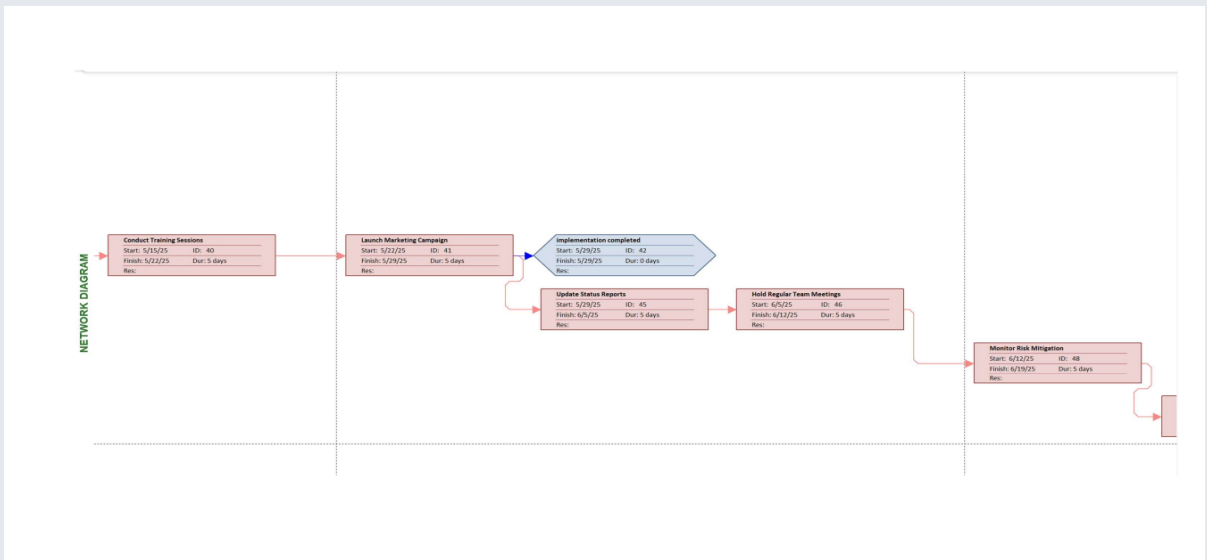 NETWORK DIAGRAM
Conduct Training Sessions
Start: 5/15/25 ID: 40
Finish: 5/22/25 Dur: 5 days
Res:
Launch Marketing Campaign
Start: 5/22/25 ID: 41
Finish: 5/29/25 Dur: 5 days
Res:
Implementation completed
Start: 5/29/25 ID: 42
Finish: 5/29/25 Dur: 0 days
Res:
Update Status Reports
Start: 5/29/25 ID: 45
Finish: 6/5/25 Dur: 5 days
Res:
Hold Regular Team Meetings
Start: 6/5/25 ID: 46
Finish: 6/12/25 Dur: 5 days
Res:
Monitor Risk Mitigation
Start: 6/12/25 ID: 48
Finish: 6/19/25 Dur: 5 days
Res: